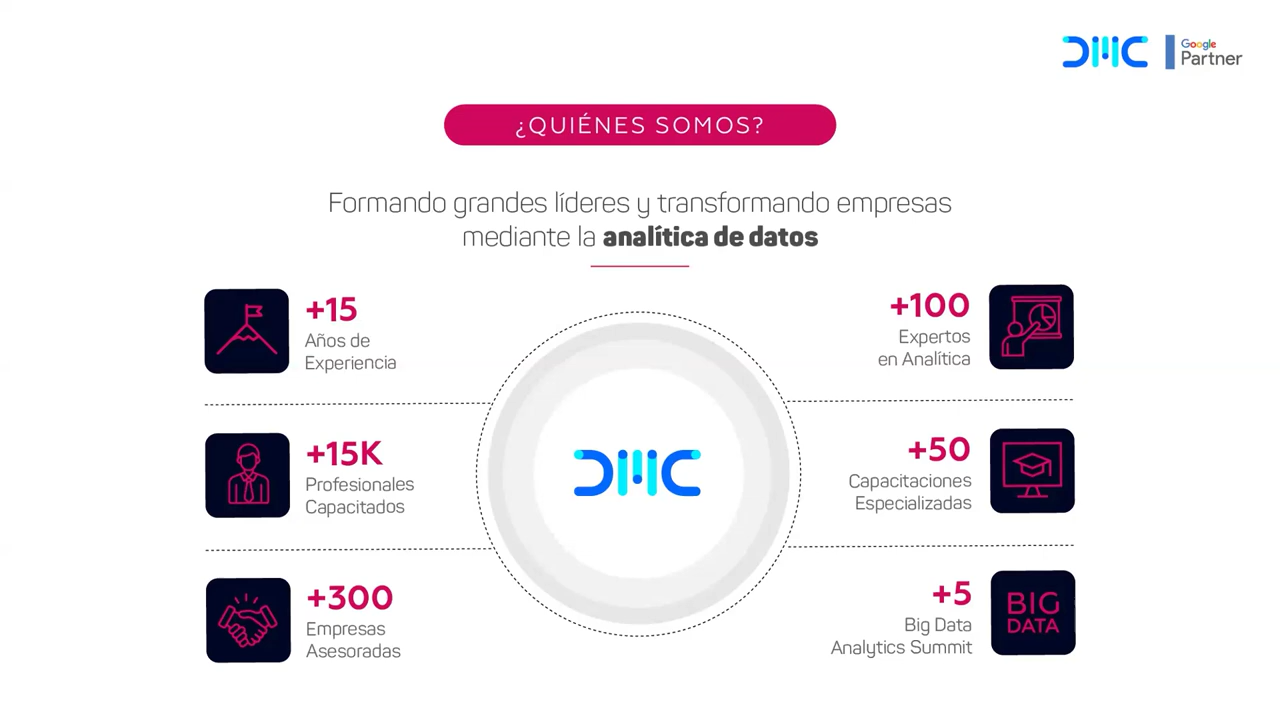 DMC
Google
Partner
¿QUIÉNES SOMOS?
Formando grandes líderes y transformando empresas
mediante la analítica de datos
+15
Años de
Experiencia
+15K
Profesionales
Capacitados
+300
Empresas
Asesoradas
DMC
+100
Expertos
en Analítica
+50
Capacitaciones
Especializadas
+5
Big Data
Analytics Summit
BIG
DATA